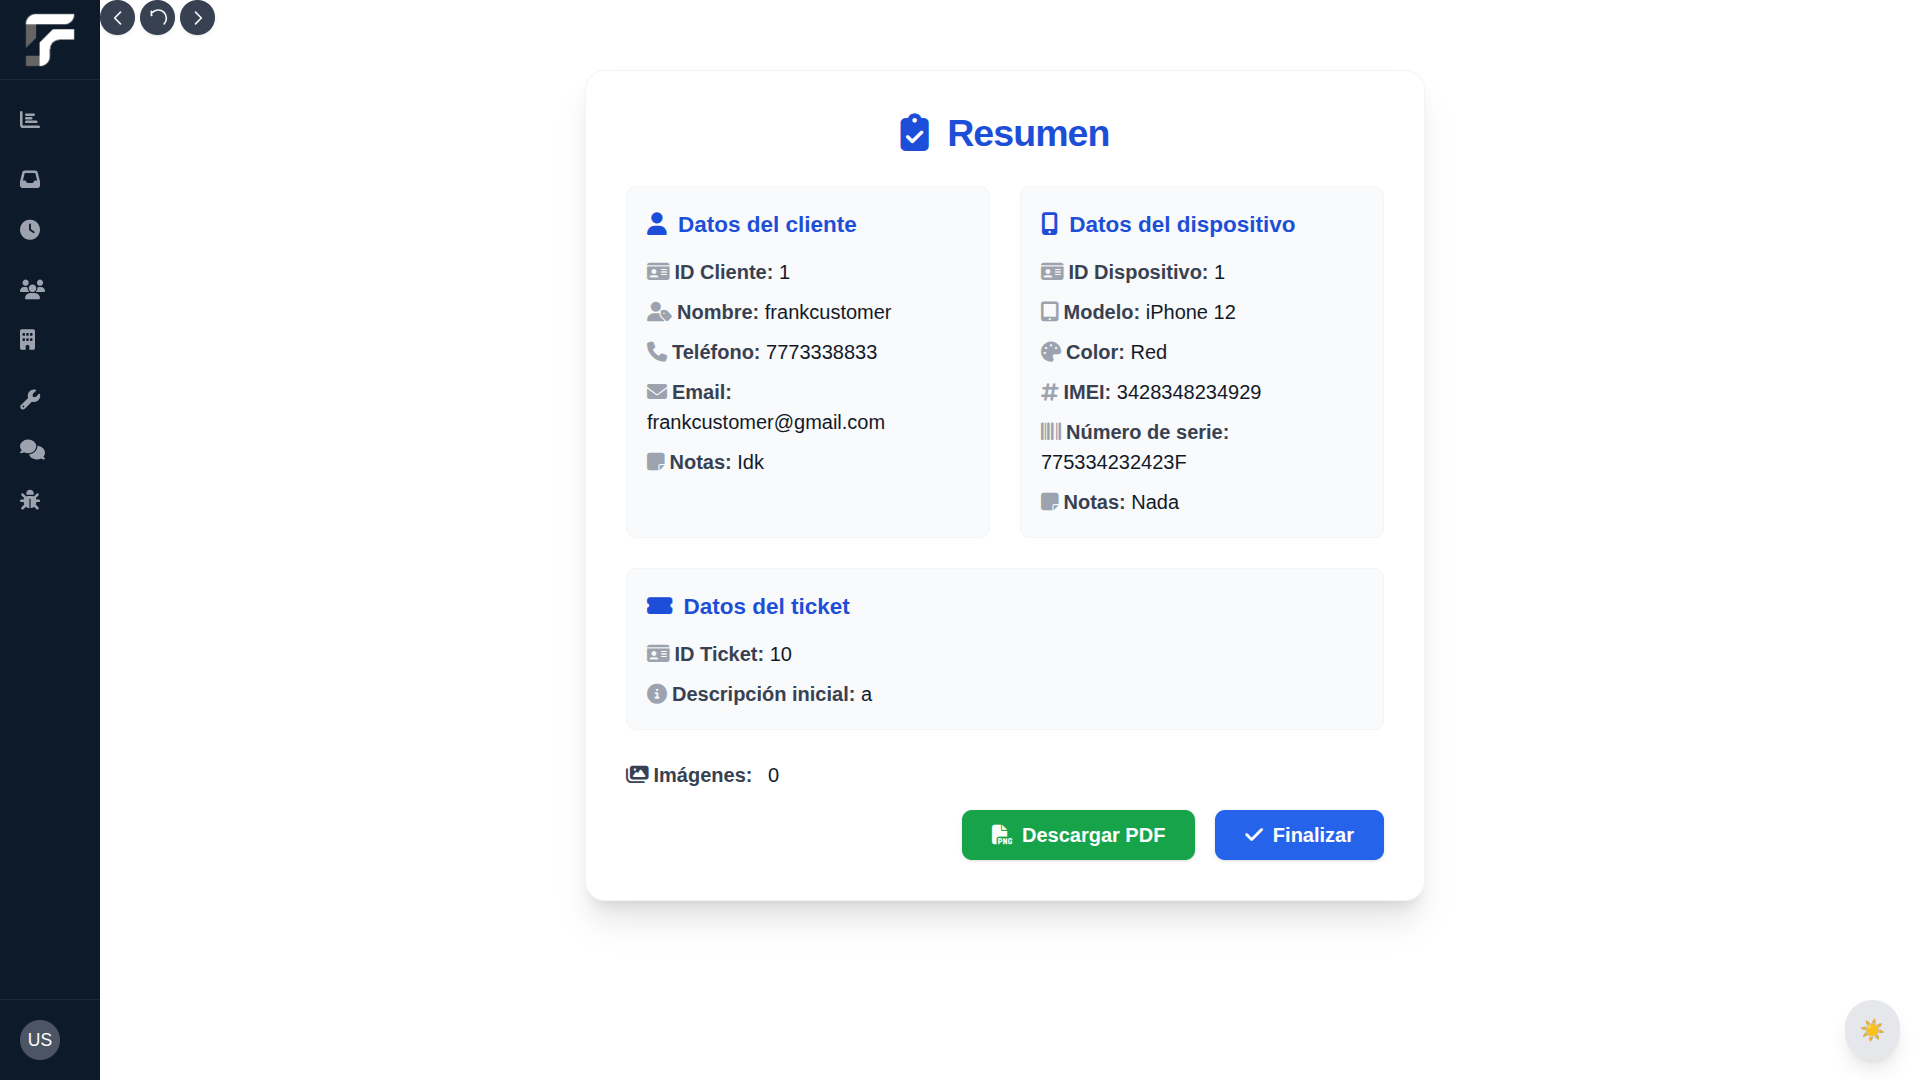 Resumen
Datos del cliente
ID Cliente: 1
Nombre: frankcustomer
Teléfono: 7773338833
Email:
frankcustomer@gmail.com
Notas: Idk
Datos del dispositivo
ID Dispositivo: 1
Modelo: iPhone 12
Color: Red
IMEI: 3428348234929
Número de serie:
775334232423F
Notas: Nada
Datos del ticket
ID Ticket: 10
Descripción inicial: a
Imágenes: 0
PNG Descargar PDF
Finalizar
US